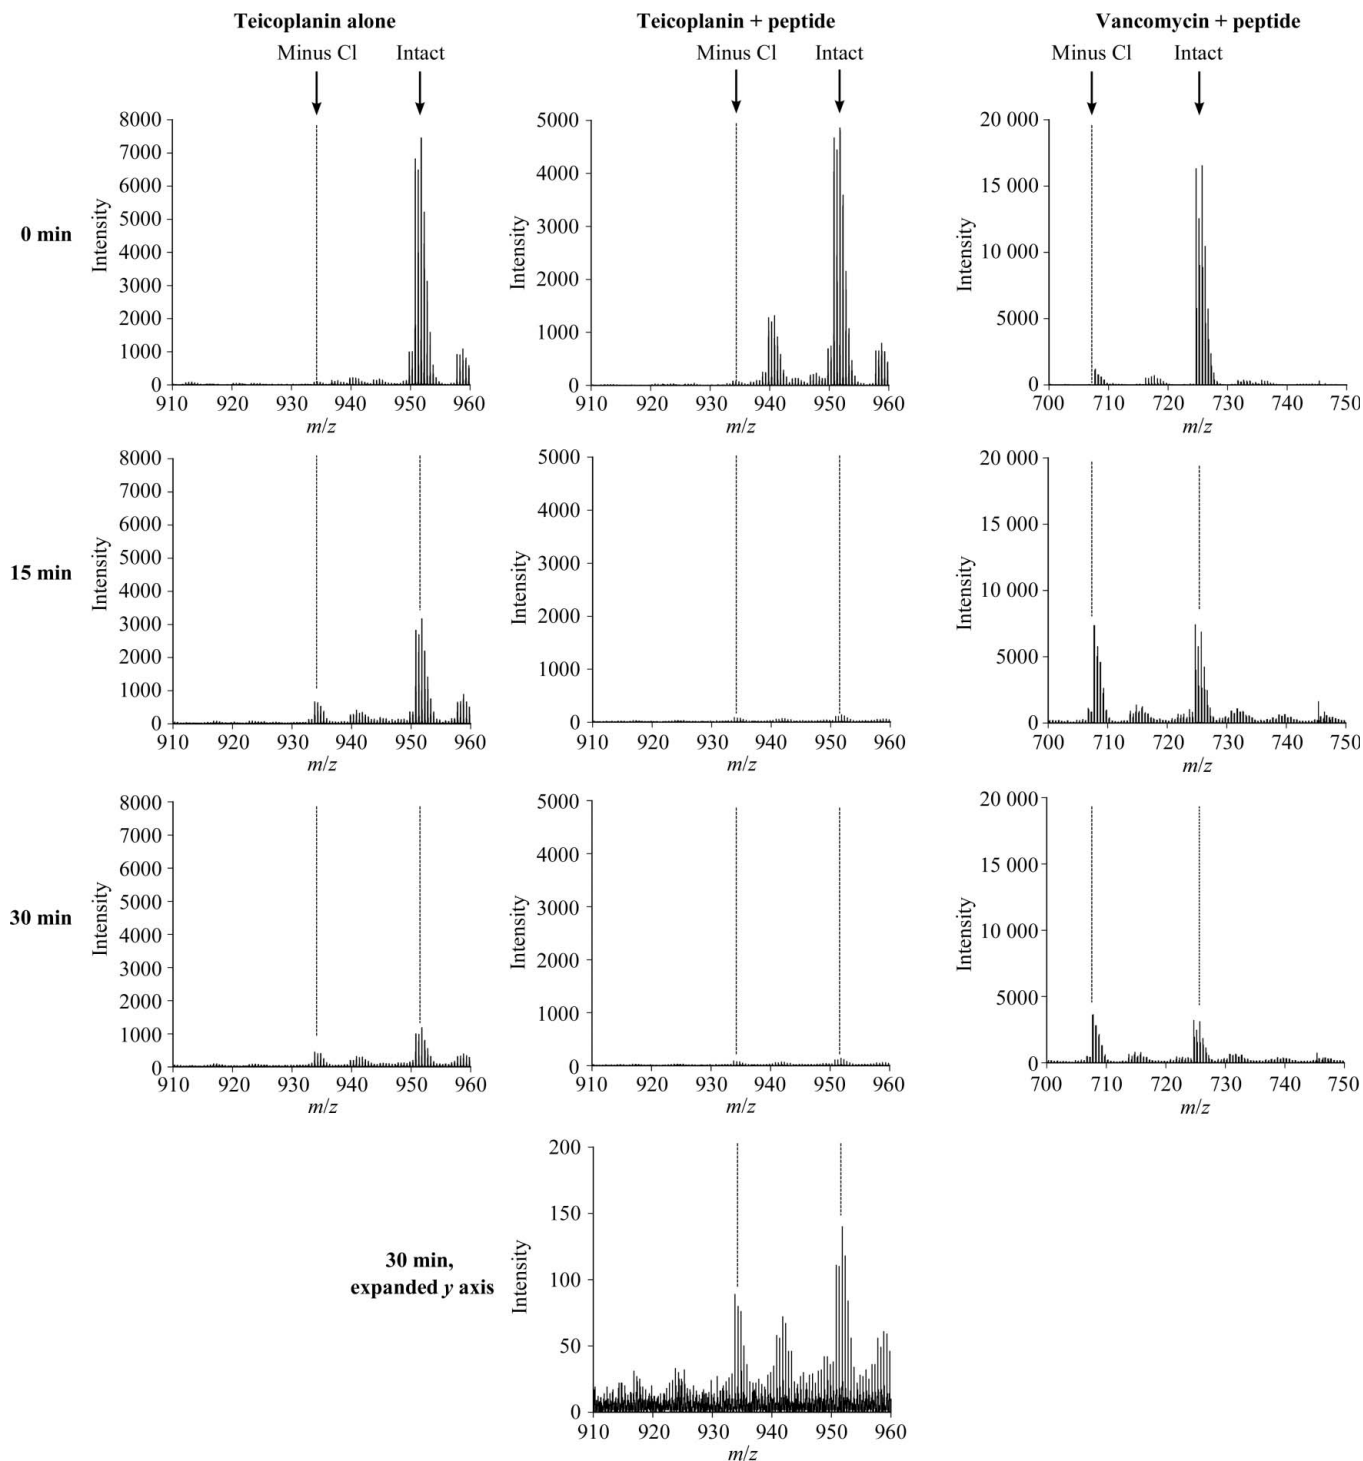 Teicoplanin alone
Teicoplanin + peptide
Vancomycin + peptide
Minus Cl Intact
Minus Cl Intact
Minus Cl Intact
0 min
Intensity
8000
7000
6000
5000
4000
3000
2000
1000
0
910 920 930 940 950 960
m/z
Intensity
5000
4000
3000
2000
1000
0
910 920 930 940 950 960
m/z
Intensity
20 000
15 000
10 000
5000
0
700 710 720 730 740 750
m/z
15 min
Intensity
8000
7000
6000
5000
4000
3000
2000
1000
0
910 920 930 940 950 960
m/z
Intensity
5000
4000
3000
2000
1000
0
910 920 930 940 950 960
m/z
Intensity
20 000
15 000
10 000
5000
0
700 710 720 730 740 750
m/z
30 min
Intensity
8000
7000
6000
5000
4000
3000
2000
1000
0
910 920 930 940 950 960
m/z
Intensity
5000
4000
3000
2000
1000
0
910 920 930 940 950 960
m/z
Intensity
20 000
15 000
10 000
5000
0
700 710 720 730 740 750
m/z
30 min,
expanded y axis
Intensity
200
150
100
50
0
910 920 930 940 950 960
m/z